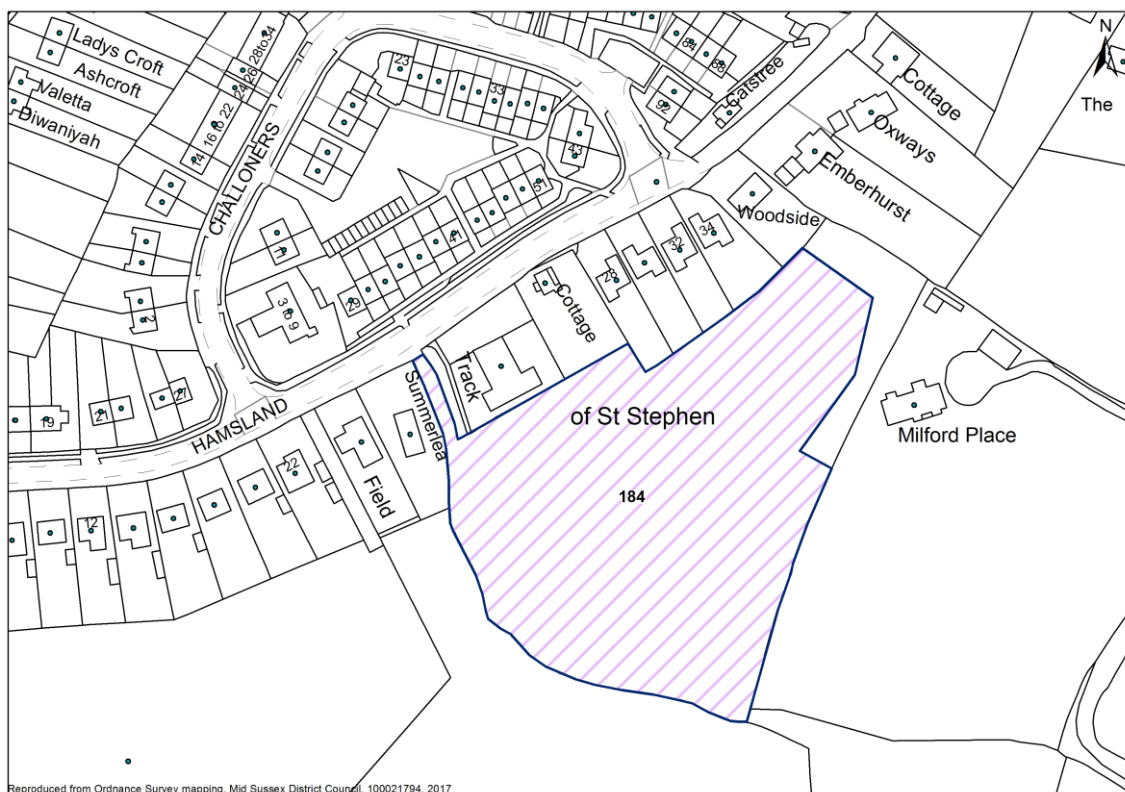 Ladys Croft
Ashcroft
Valetta
Diwaniyah
28to34
26
24
16 to 22
14
CHALLONERS
23
33
84
88
92
Catstree
43
Cottage
Oxways
Emberhurst
N
The
51
41
Woodside
34
32
28
Cottage
29
3 to 9
1
2
27
21
19
HAMSLAND
Track
Summerlea
of St Stephen
Milford Place
184
22
Field
12
Reproduced from Ordnance Survey mapping. Mid Sussex District Council. 100021794. 2017